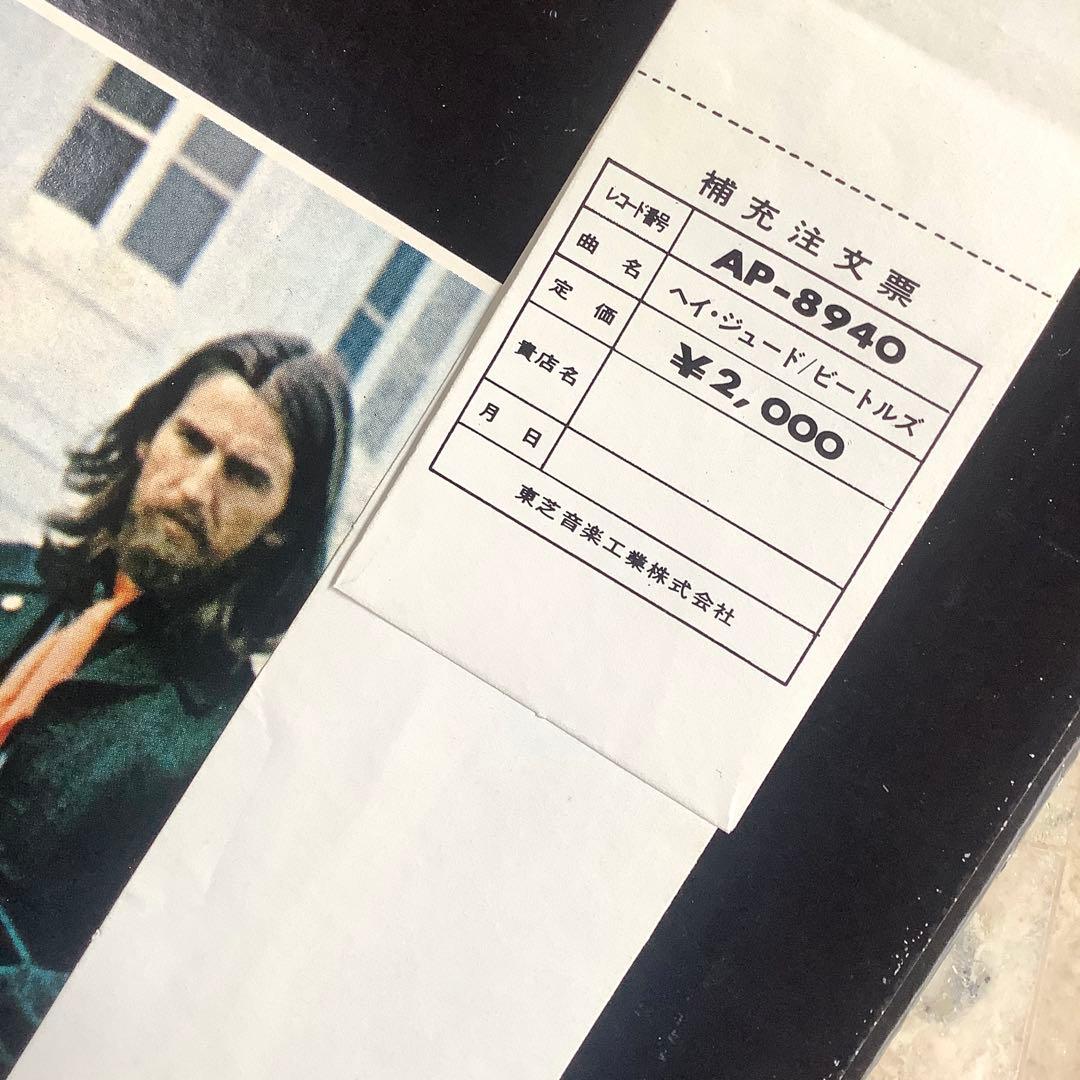 補充注文票
レコード番号 AP-8940
曲名 ヘイ・ジュード/ビートルズ
定価 ¥2,000
貴店名
月日
東芝音楽工業株式会社